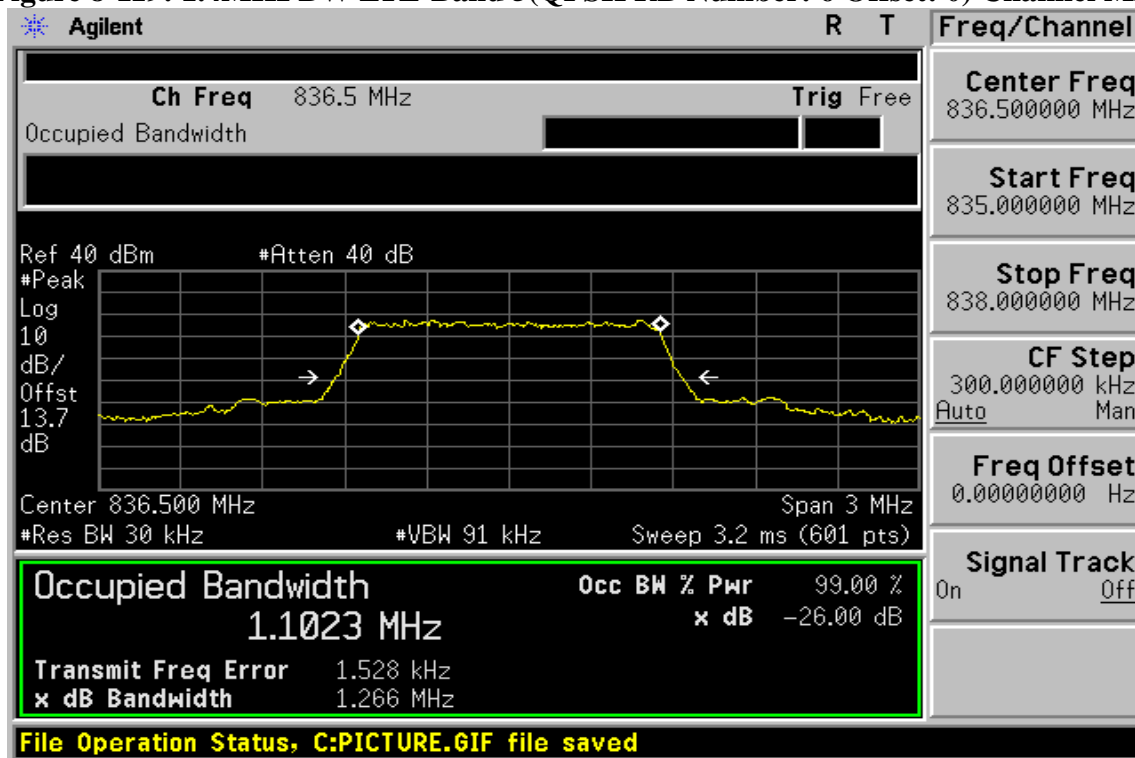 Agilent R T Freq/Channel
Ch Freq 836.5 MHz Trig Free
Occupied Bandwidth
Center Freq
836.500000 MHz
Start Freq
835.000000 MHz
Stop Freq
838.000000 MHz
CF Step
300.000000 kHz
Auto Man
Freq Offset
0.00000000 Hz
Signal Track
On Off
Ref 40 dBm #Atten 40 dB
#Peak
Log
10
dB/
Offst
13.7
dB
Center 836.500 MHz Span 3 MHz
#Res BW 30 kHz #VBW 91 kHz Sweep 3.2 ms (601 pts)
Occupied Bandwidth Occ BW % Pwr 99.00 %
1.1023 MHz x dB -26.00 dB
Transmit Freq Error 1.528 kHz
x dB Bandwidth 1.266 MHz
File Operation Status, C:PICTURE.GIF file saved